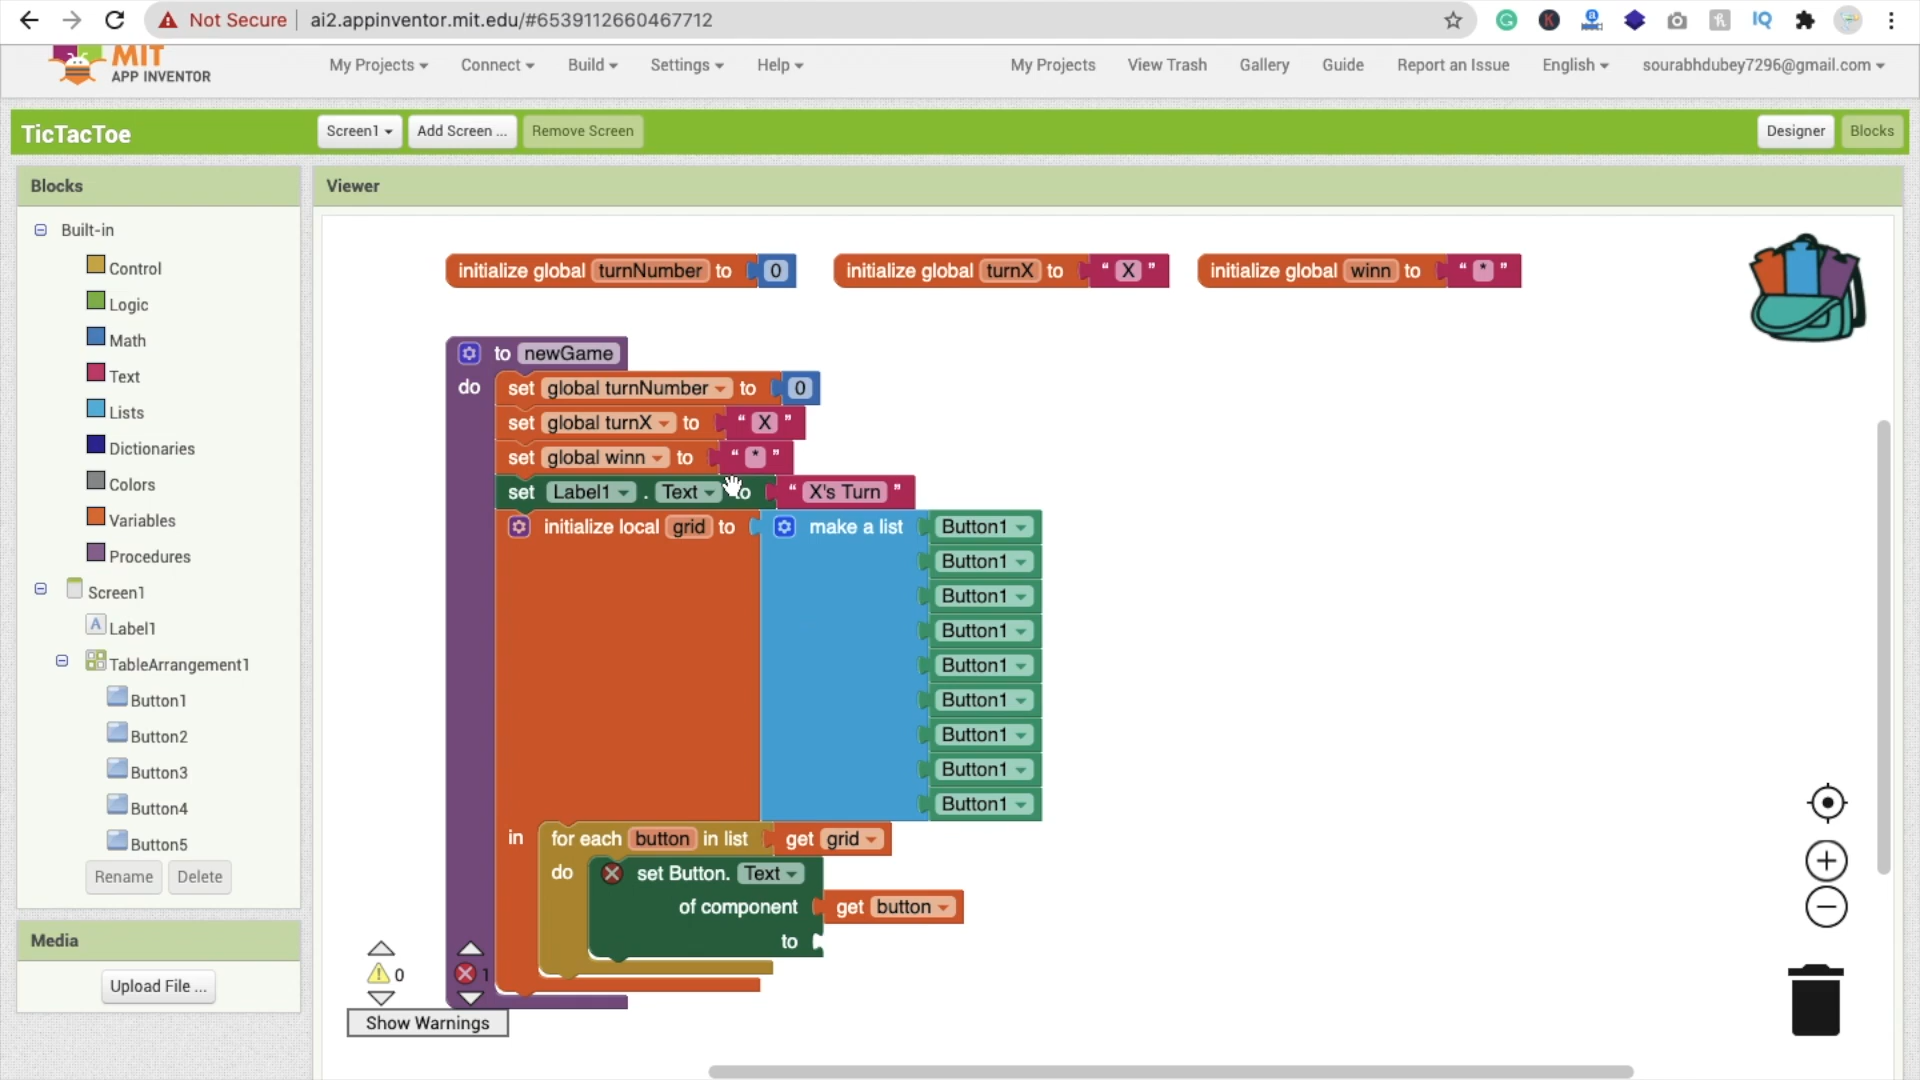 Not Secure ai2.appinventor.mit.edu/#6539112660467712
MIT
APP INVENTOR
My Projects Connect Build Settings Help My Projects View Trash Gallery Guide Report an Issue English sourabhdubey7296@gmail.com
TicTacToe Screen1 Add Screen ... Remove Screen Designer Blocks
Blocks
Viewer
Built-in
Control
Logic
Math
Text
Lists
Dictionaries
Colors
Variables
Procedures
Screen1
Label1
TableArrangement1
Button1
Button2
Button3
Button4
Button5
Rename Delete
Media
Upload File ...
initialize global turnNumber to 0
initialize global turnX to “ X ”
initialize global winn to “ * ”
to newGame
do set global turnNumber to 0
set global turnX to “ X ”
set global winn to “ * ”
set Label1 . Text to “ X's Turn ”
initialize local grid to make a list Button1
Button1
Button1
Button1
Button1
Button1
Button1
Button1
Button1
in for each button in list get grid
do set Button. Text
of component get button
to
0 1
Show Warnings